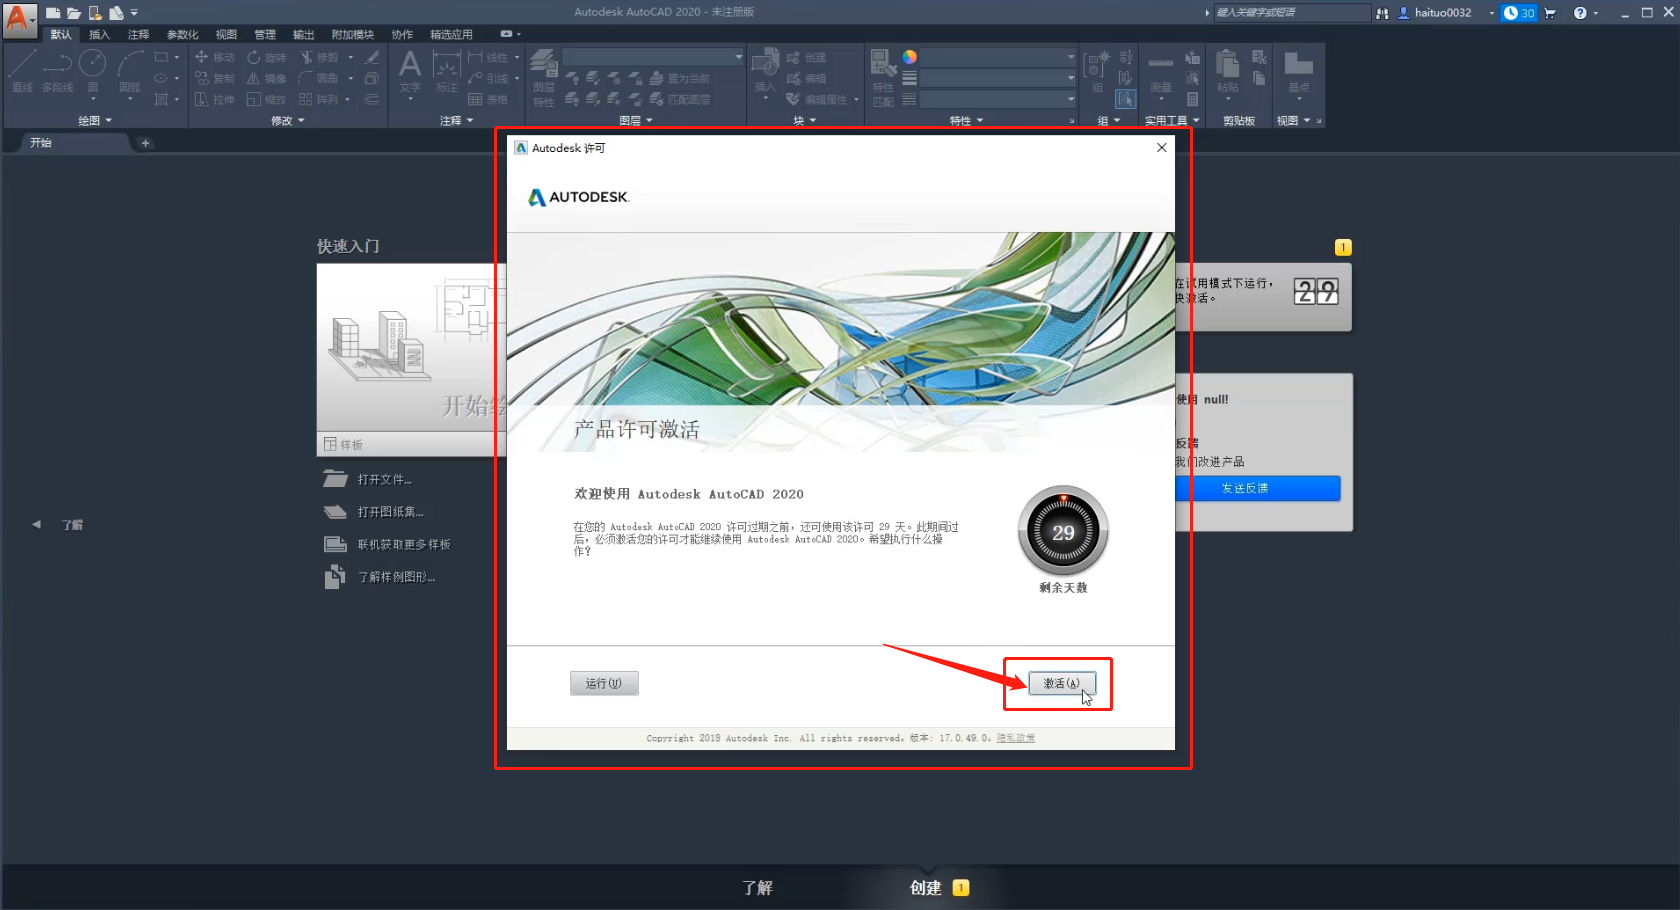 Autodesk AutoCAD 2020 - 未注册版
键入关键字或短语
haituo0032
30
默认 插入 注释 参数化 视图 管理 输出 附加模块 协作 精选应用
直线 多段线 圆 圆弧
移动 旋转 修剪
复制 镜像 圆角
拉伸 缩放 阵列
文字 标注
线性
引线
表格
图层
特性
置为当前
匹配图层
插入
创建
编辑
编辑属性
特性
匹配
组
测量
粘贴
基点
绘图 修改 注释 图层 块 特性 组 实用工具 剪贴板 视图
开始
快速入门
开始绘
样板
打开文件...
打开图纸集...
联机获取更多样板
了解样例图形...
了解
Autodesk 许可
AUTODESK.
产品许可激活
欢迎使用 Autodesk AutoCAD 2020
在您的 Autodesk AutoCAD 2020 许可过期之前，还可使用该许可 29 天。此期间过
后，必须激活您的许可才能继续使用 Autodesk AutoCAD 2020。希望执行什么操
作？
29
剩余天数
运行(U)
激活(A)
Copyright 2018 Autodesk Inc. All rights reserved。版本: 17.0.49.0。隐私政策
1
在试用模式下运行，
快激活。
29
使用 null!
反馈
我们改进产品
发送反馈
了解
创建
1